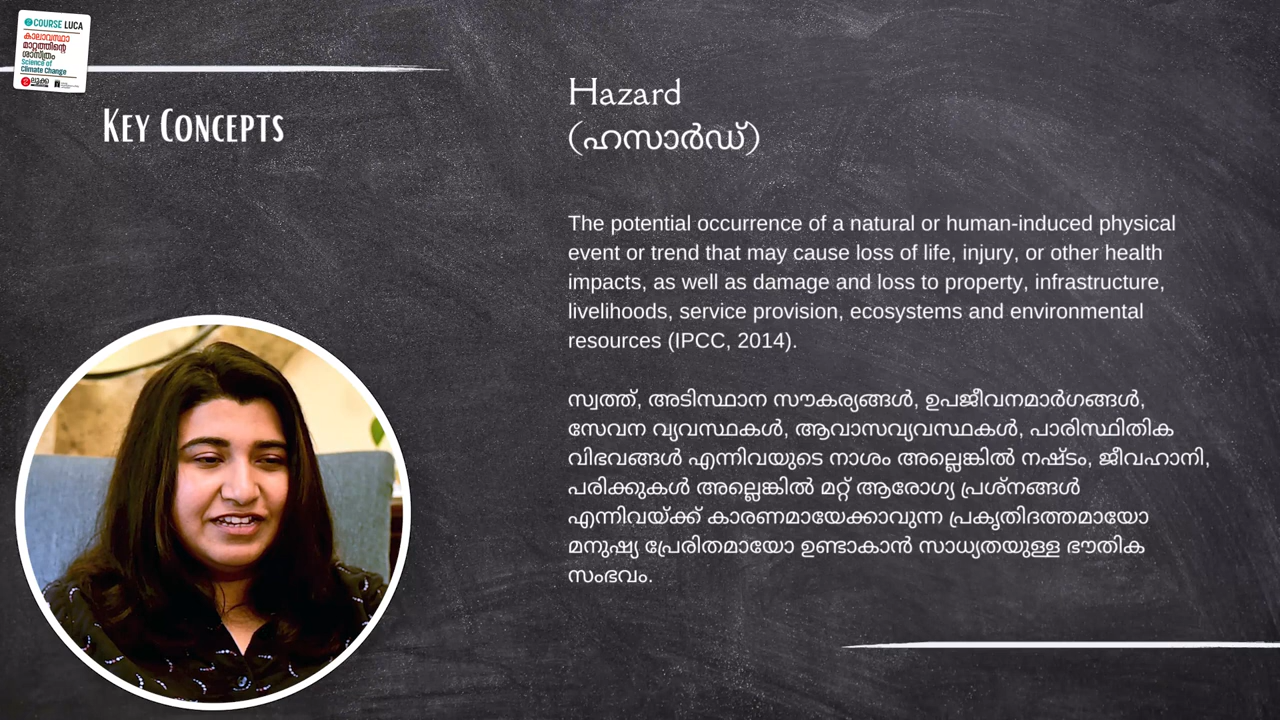 COURSE LUCA
കാലാവസ്ഥാ
മാറ്റത്തിന്റെ
ശാസ്ത്രം
Science of
Climate Change
ലൂക്ക
KEY CONCEPTS
Hazard
(ഹസാർഡ്)
The potential occurrence of a natural or human-induced physical
event or trend that may cause loss of life, injury, or other health
impacts, as well as damage and loss to property, infrastructure,
livelihoods, service provision, ecosystems and environmental
resources (IPCC, 2014).
സ്വത്ത്, അടിസ്ഥാന സൗകര്യങ്ങൾ, ഉപജീവനമാർഗങ്ങൾ,
സേവന വ്യവസ്ഥകൾ, ആവാസവ്യവസ്ഥകൾ, പാരിസ്ഥിതിക
വിഭവങ്ങൾ എന്നിവയുടെ നാശം അല്ലെങ്കിൽ നഷ്ടം, ജീവഹാനി,
പരിക്കുകൾ അല്ലെങ്കിൽ മറ്റ് ആരോഗ്യ പ്രശ്നങ്ങൾ
എന്നിവയ്ക്ക് കാരണമായേക്കാവുന്ന പ്രകൃതിദത്തമായോ
മനുഷ്യ പ്രേരിതമായോ ഉണ്ടാകാൻ സാധ്യതയുള്ള ഭൗതിക
സംഭവം.